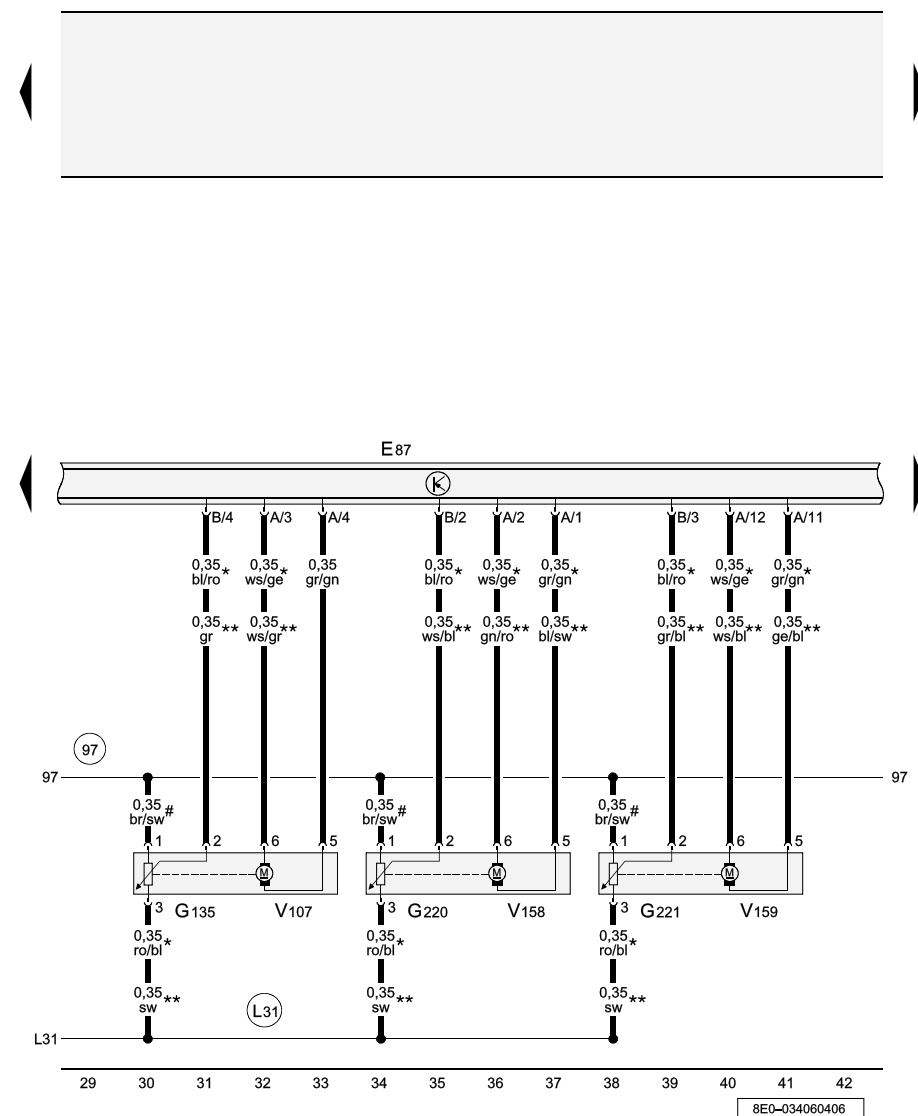 E87
B/4 A/3 A/4 B/2 A/2 A/1 B/3 A/12 A/11
0,35 0,35 0,35 0,35 0,35 0,35 0,35 0,35 0,35
bl/ro* ws/ge* gr/gn bl/ro* ws/ge* gr/gn* bl/ro* ws/ge* gr/gn*
0,35 0,35 0,35 0,35 0,35 0,35 0,35 0,35
gr** ws/gr** ws/bl** gn/ro** bl/sw** gr/bl** ws/bl** ge/bl**
97
97 97
0,35 0,35 0,35
br/sw# br/sw# br/sw#
1 2 6 5 1 2 6 5 1 2 6 5
M M M
3 G135 V107 3 G220 V158 3 G221 V159
0,35 0,35 0,35
ro/bl* ro/bl* ro/bl*
0,35 0,35 0,35
sw** sw** sw**
L31
L31
29 30 31 32 33 34 35 36 37 38 39 40 41 42
8E0–034060406